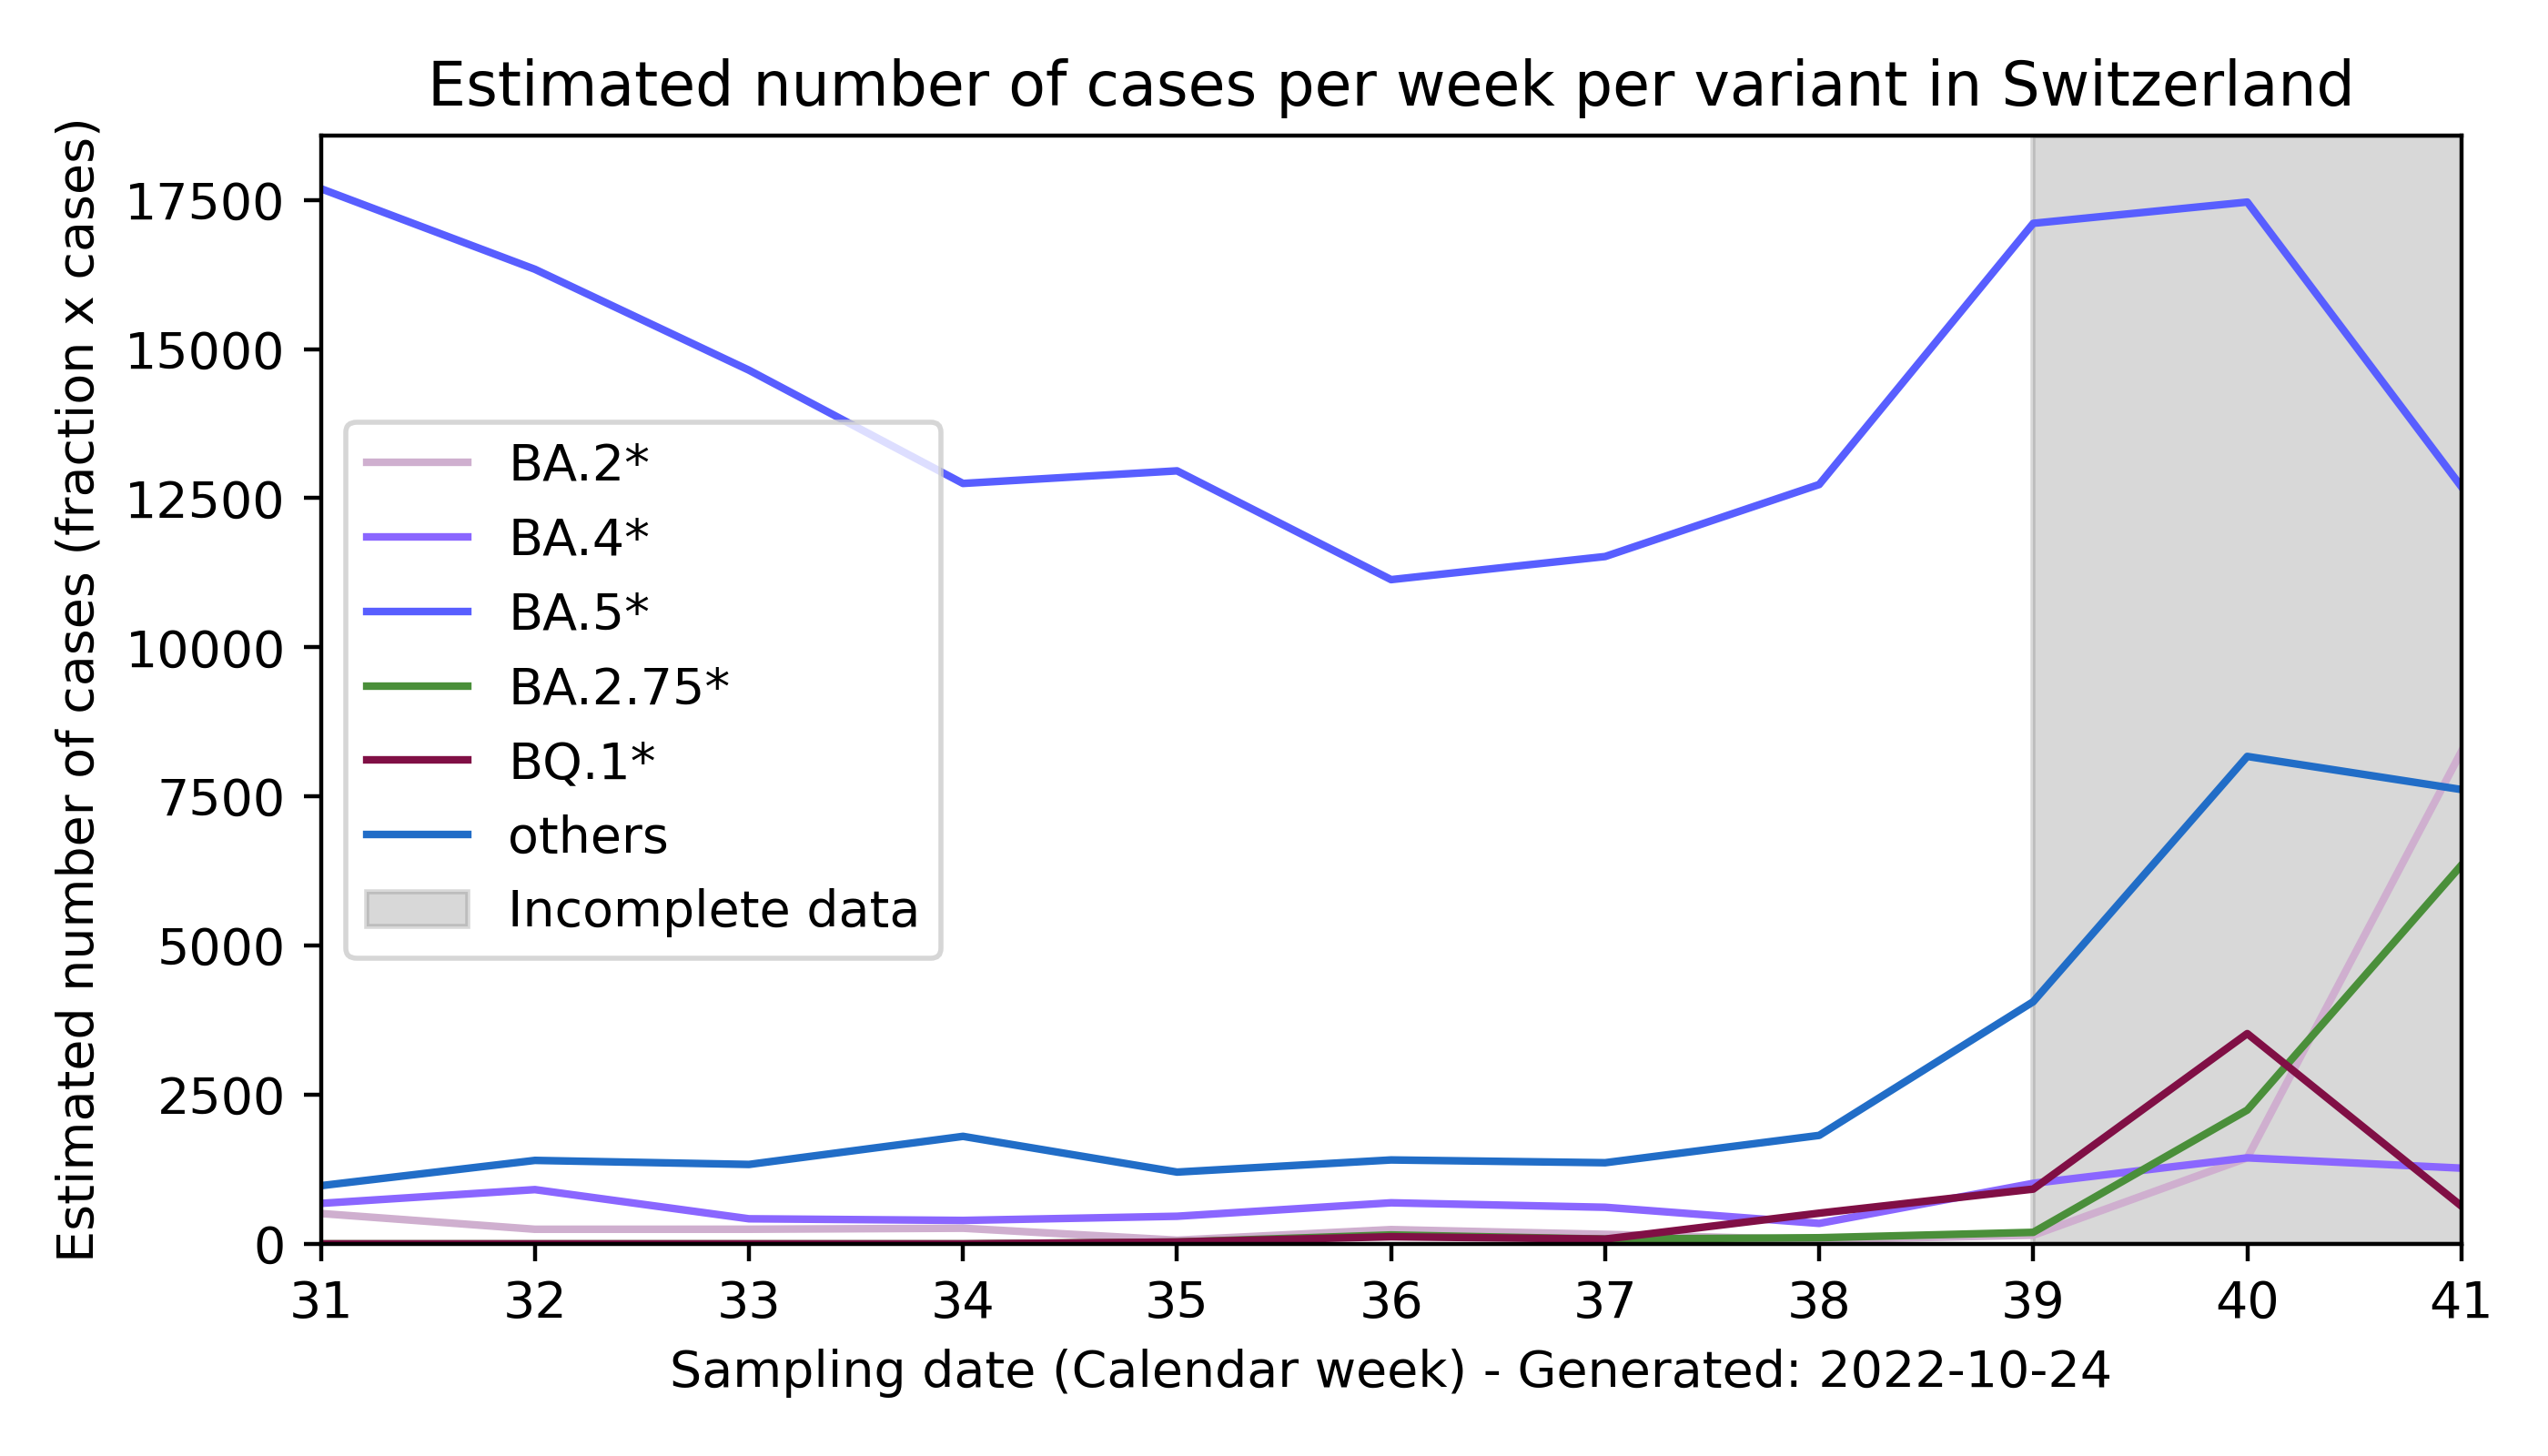 Estimated number of cases per week per variant in Switzerland
Estimated number of cases (fraction x cases)
17500
15000
12500
10000
7500
5000
2500
0
BA.2*
BA.4*
BA.5*
BA.2.75*
BQ.1*
others
Incomplete data
31 32 33 34 35 36 37 38 39 40 41
Sampling date (Calendar week) - Generated: 2022-10-24